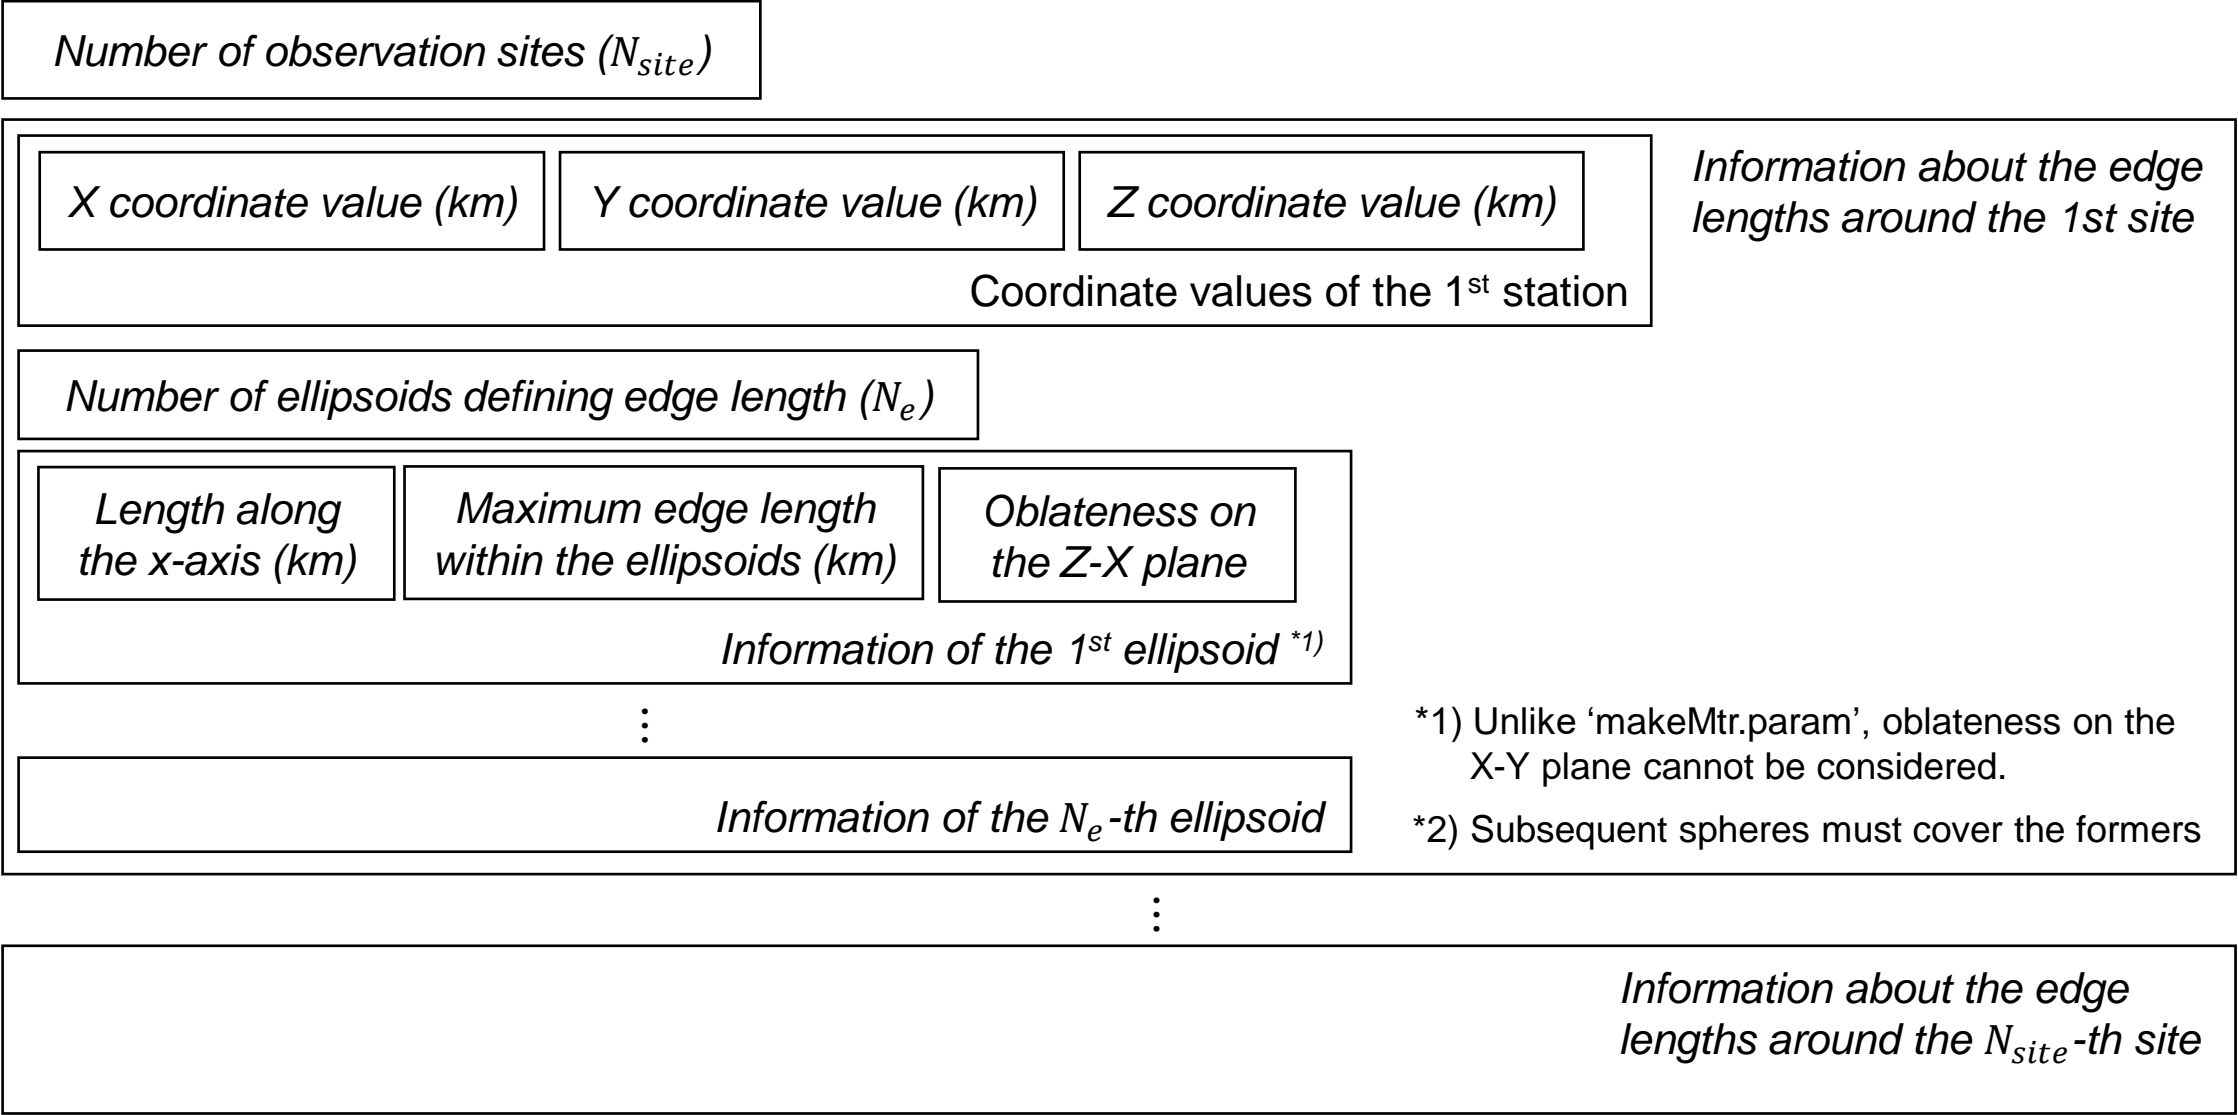 Number of observation sites (N_site)
X coordinate value (km)
Y coordinate value (km)
Z coordinate value (km)
Coordinate values of the 1st station
Information about the edge
lengths around the 1st site
Number of ellipsoids defining edge length (N_e)
Length along
the x-axis (km)
Maximum edge length
within the ellipsoids (km)
Oblateness on
the Z-X plane
Information of the 1st ellipsoid *1)
⋮
Information of the N_e-th ellipsoid
*1) Unlike ‘makeMtr.param’, oblateness on the
X-Y plane cannot be considered.
*2) Subsequent spheres must cover the formers
⋮
Information about the edge
lengths around the N_site-th site